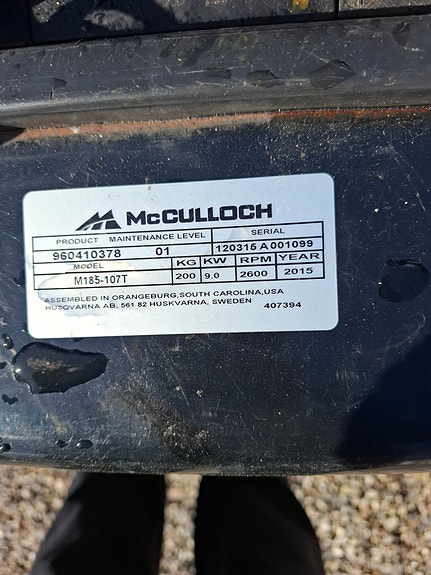 McCULLOCH
PRODUCT MAINTENANCE LEVEL SERIAL
960410378 01 120315 A 001099
MODEL KG KW RPM YEAR
M185-107T 200 9.0 2600 2015
ASSEMBLED IN ORANGEBURG,SOUTH CAROLINA,USA
HUSQVARNA AB, 561 82 HUSKVARNA, SWEDEN 407394